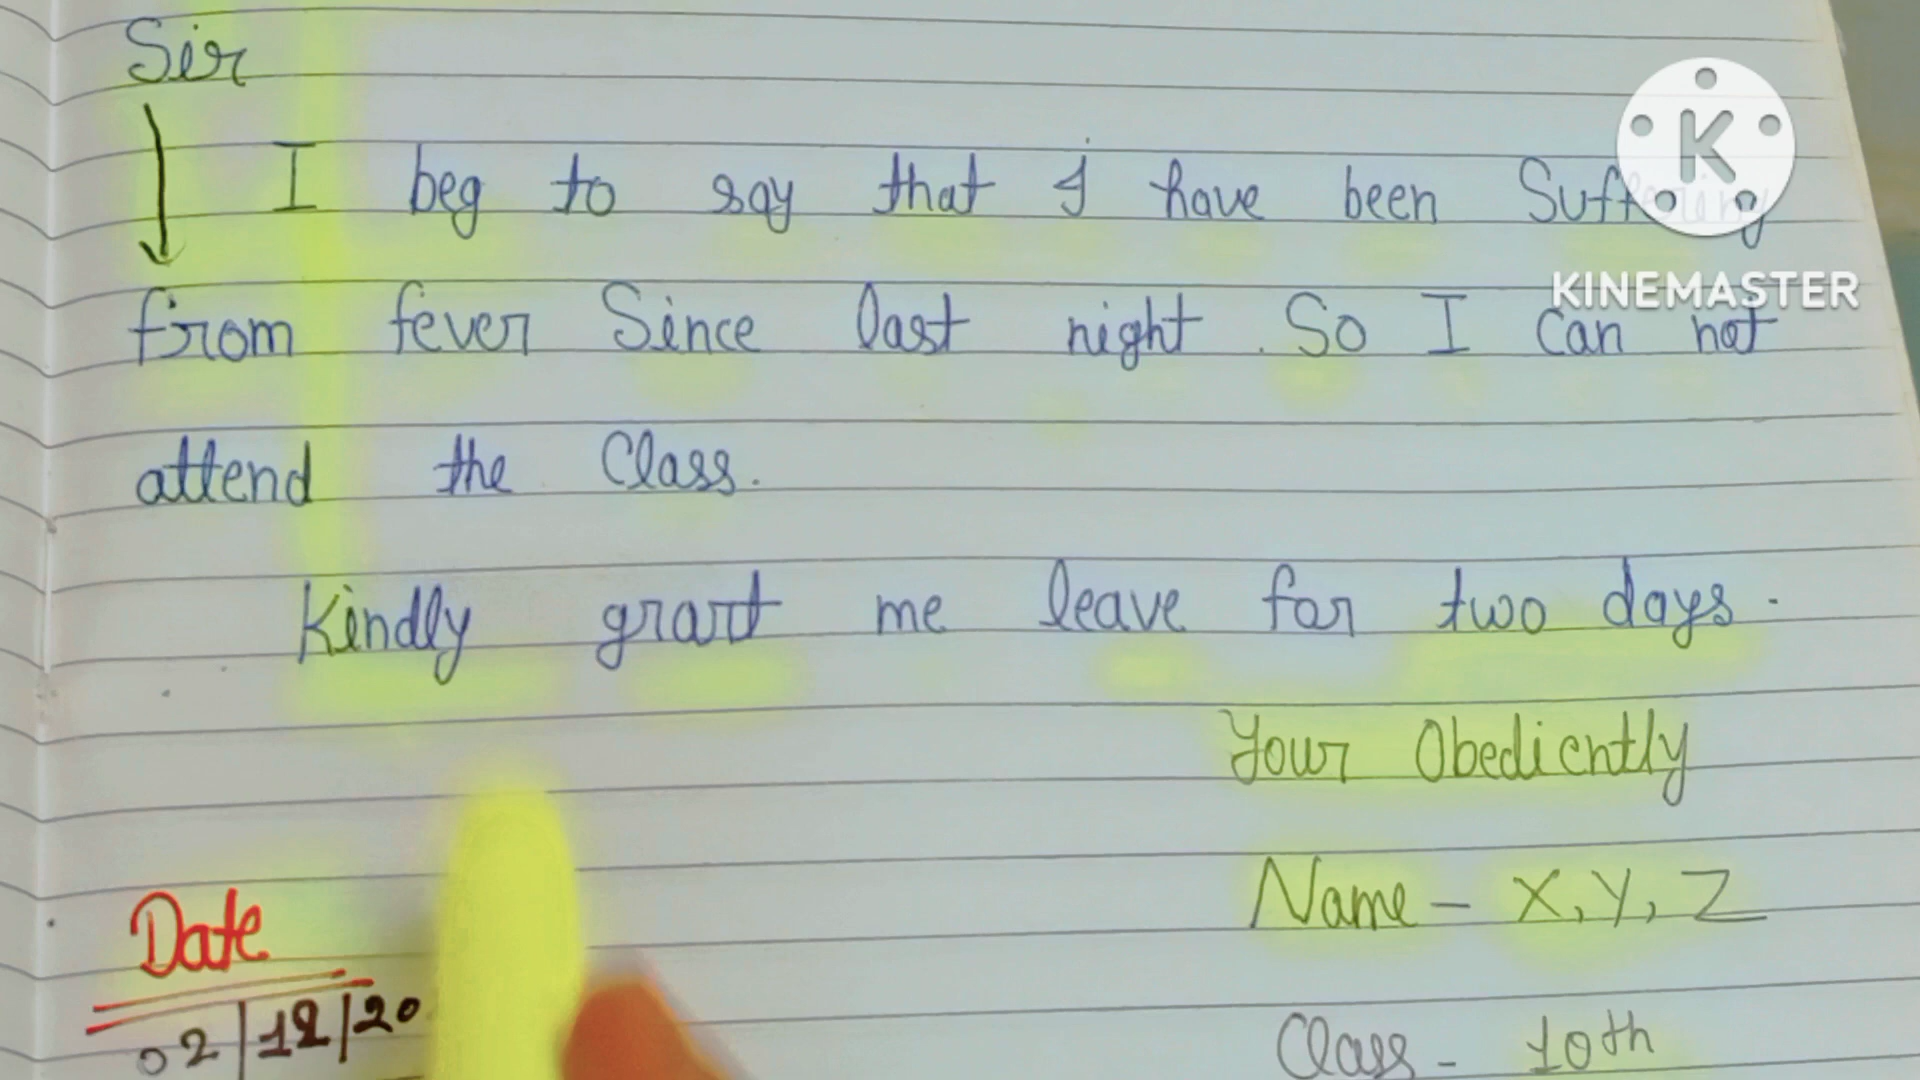 Sir
I beg to say that I have been Suffering
from fever Since last night. So I Can not
attend the Class.
Kindly grant me leave for two days.
Your Obediently
Name - X, Y, Z
Class - 10th
Date
02/12/20
KINEMASTER